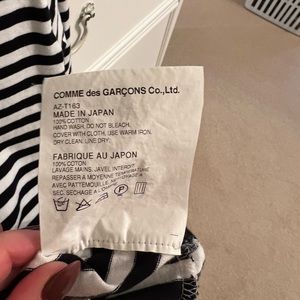 COMME des GARÇONS Co.,Ltd.
AZ-T163
MADE IN JAPAN
100% COTTON
HAND WASH. DO NOT BLEACH.
COVER WITH CLOTH, USE WARM IRON.
DRY CLEAN. LINE DRY.
FABRIQUE AU JAPON
100% COTON
LAVAGE MAINS. JAVEL INTERDIT
REPASSER A MOYENNE TEMPERATURE
AVEC PATTEMOUILLE.
SEC. SECHAGE AL